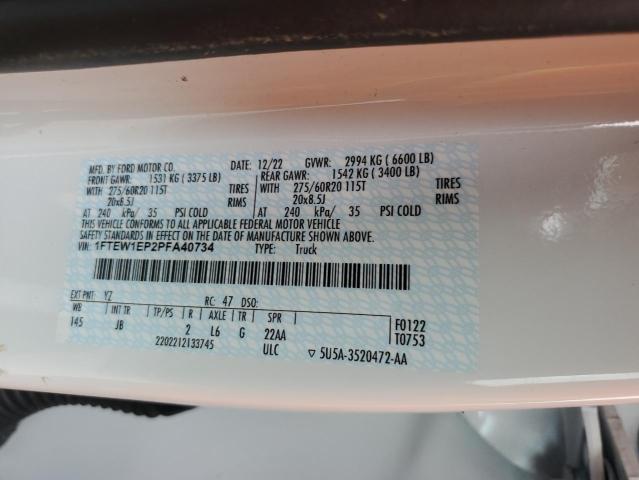 MFD. BY FORD MOTOR CO. DATE: 12/22 GVWR: 2994 KG ( 6600 LB)
FRONT GAWR: 1531 KG ( 3375 LB) REAR GAWR: 1542 KG ( 3400 LB)
WITH 275/60R20 115T TIRES WITH 275/60R20 115T TIRES
20x8.5J RIMS 20x8.5J RIMS
AT 240 kPa/ 35 PSI COLD AT 240 kPa/ 35 PSI COLD
THIS VEHICLE CONFORMS TO ALL APPLICABLE FEDERAL MOTOR VEHICLE
SAFETY STANDARDS IN EFFECT ON THE DATE OF MANUFACTURE SHOWN ABOVE.
VIN: 1FTEW1EP2PFA40734 TYPE: Truck
EXT PNT: YZ RC: 47 DSO:
WB INT TR TP/PS R AXLE TR SPR F0122
145 JB 2 L6 G 22AA T0753
2202212133745 ULC ▽ 5U5A-3520472-AA